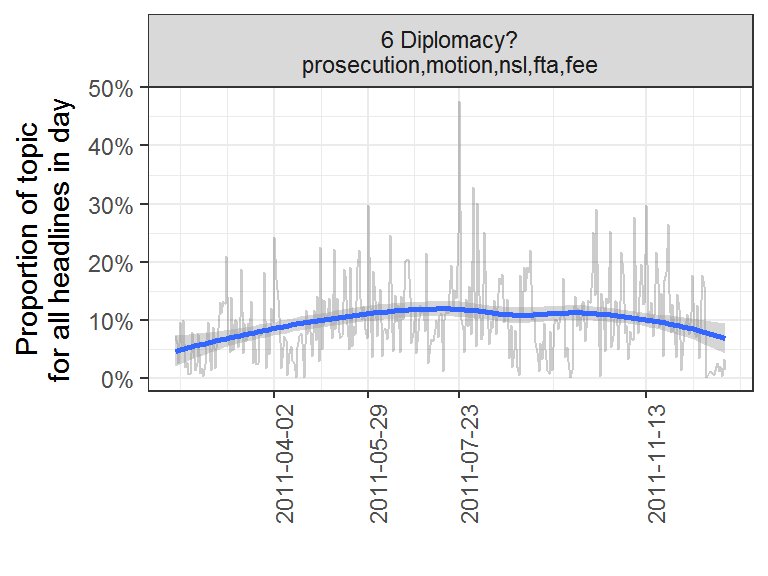 6 Diplomacy?
prosecution,motion,nsl,fta,fee
Proportion of topic
for all headlines in day
50%
40%
30%
20%
10%
0%
2011-04-02
2011-05-29
2011-07-23
2011-11-13